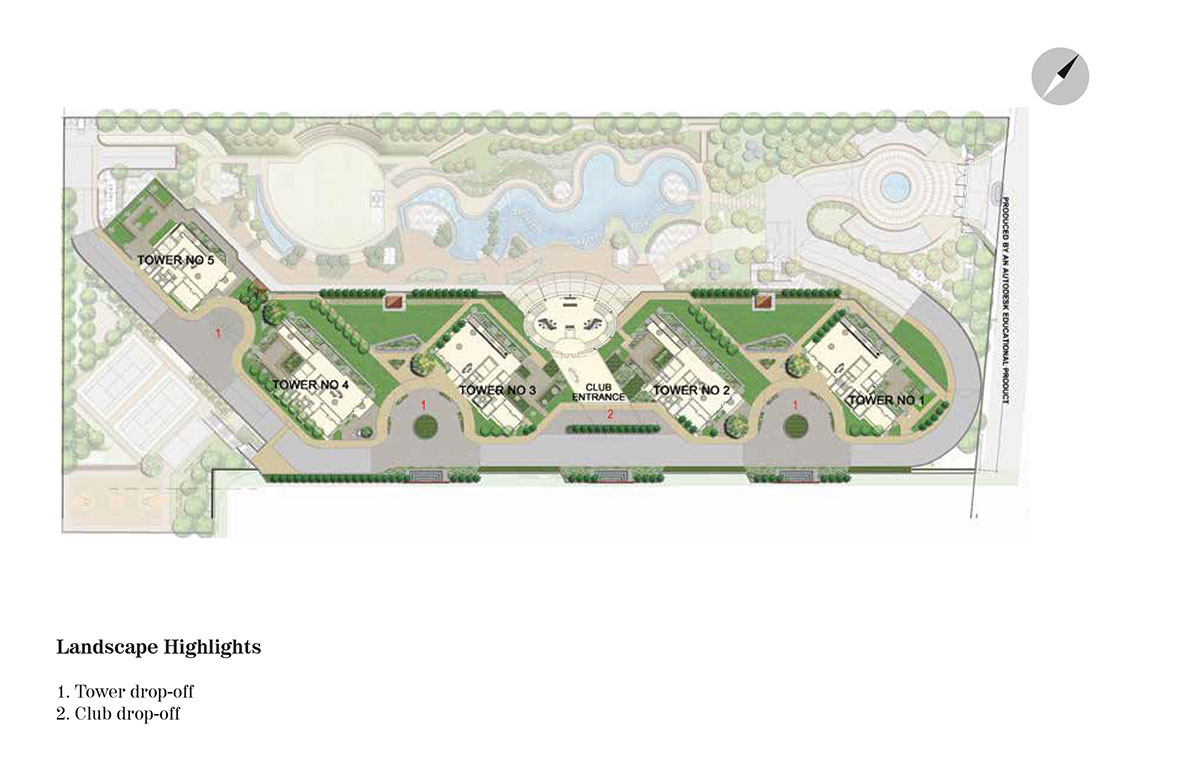 PRODUCED BY AN AUTODESK EDUCATIONAL PRODUCT
TOWER NO 5
1
TOWER NO 4
1
TOWER NO 3
CLUB
ENTRANCE
2
TOWER NO 2
1
TOWER NO 1
Landscape Highlights
1. Tower drop-off
2. Club drop-off